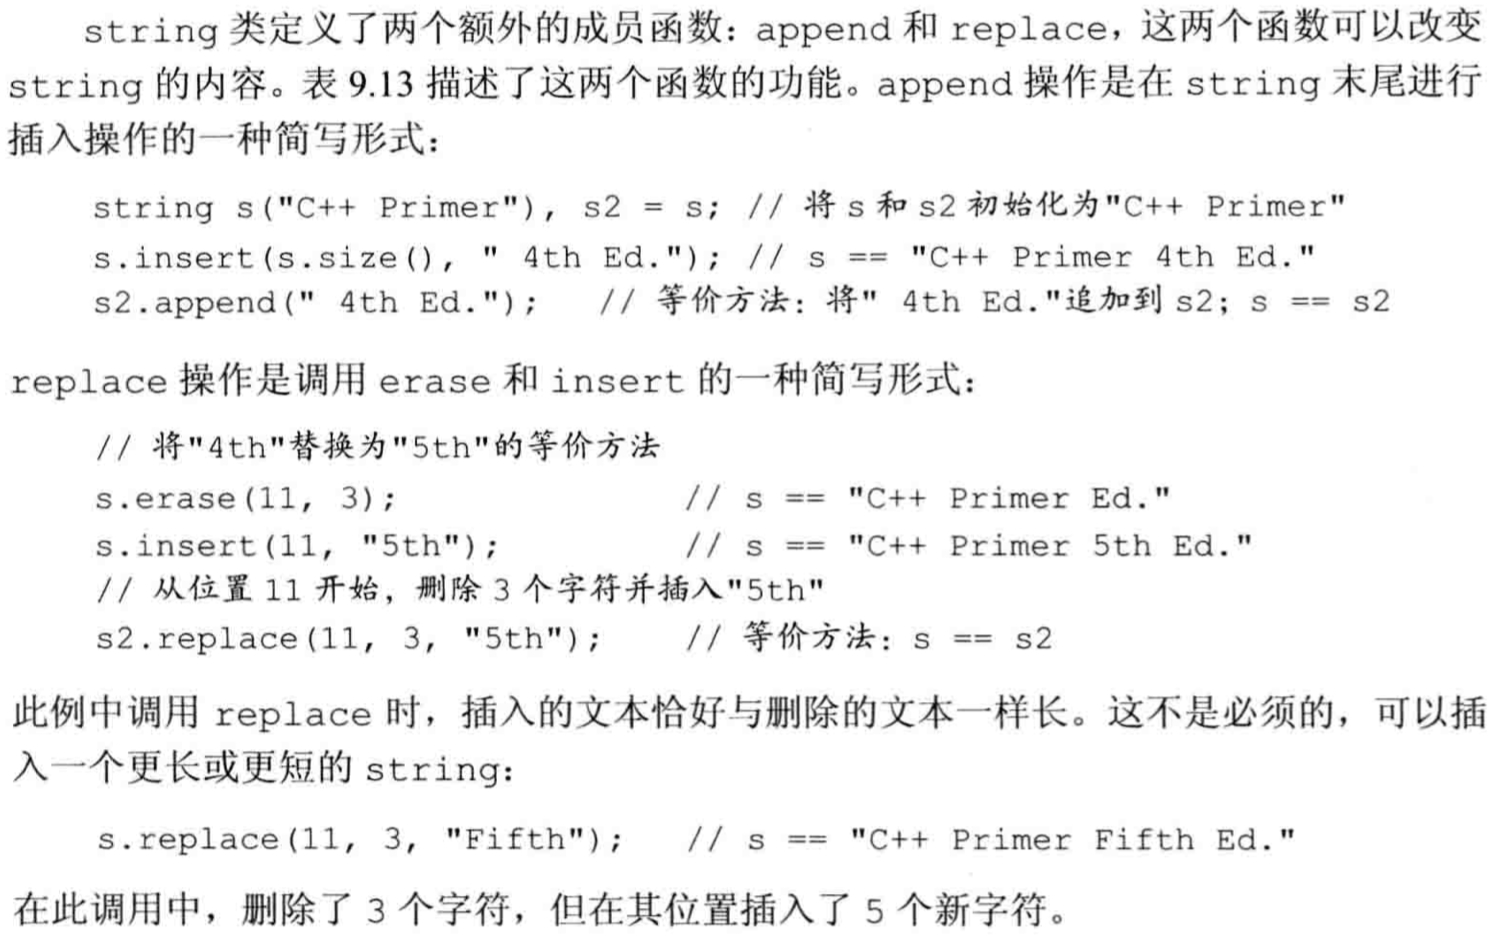 string 类定义了两个额外的成员函数：append 和 replace，这两个函数可以改变
string 的内容。表 9.13 描述了这两个函数的功能。append 操作是在 string 末尾进行
插入操作的一种简写形式：
string s("C++ Primer"), s2 = s; // 将 s 和 s2 初始化为"C++ Primer"
s.insert(s.size(), " 4th Ed."); // s == "C++ Primer 4th Ed."
s2.append(" 4th Ed.");   // 等价方法：将" 4th Ed."追加到 s2；s == s2
replace 操作是调用 erase 和 insert 的一种简写形式：
// 将"4th"替换为"5th"的等价方法
s.erase(11, 3);               // s == "C++ Primer Ed."
s.insert(11, "5th");          // s == "C++ Primer 5th Ed."
// 从位置 11 开始，删除 3 个字符并插入"5th"
s2.replace(11, 3, "5th");     // 等价方法：s == s2
此例中调用 replace 时，插入的文本恰好与删除的文本一样长。这不是必须的，可以插
入一个更长或更短的 string：
s.replace(11, 3, "Fifth");   // s == "C++ Primer Fifth Ed."
在此调用中，删除了 3 个字符，但在其位置插入了 5 个新字符。